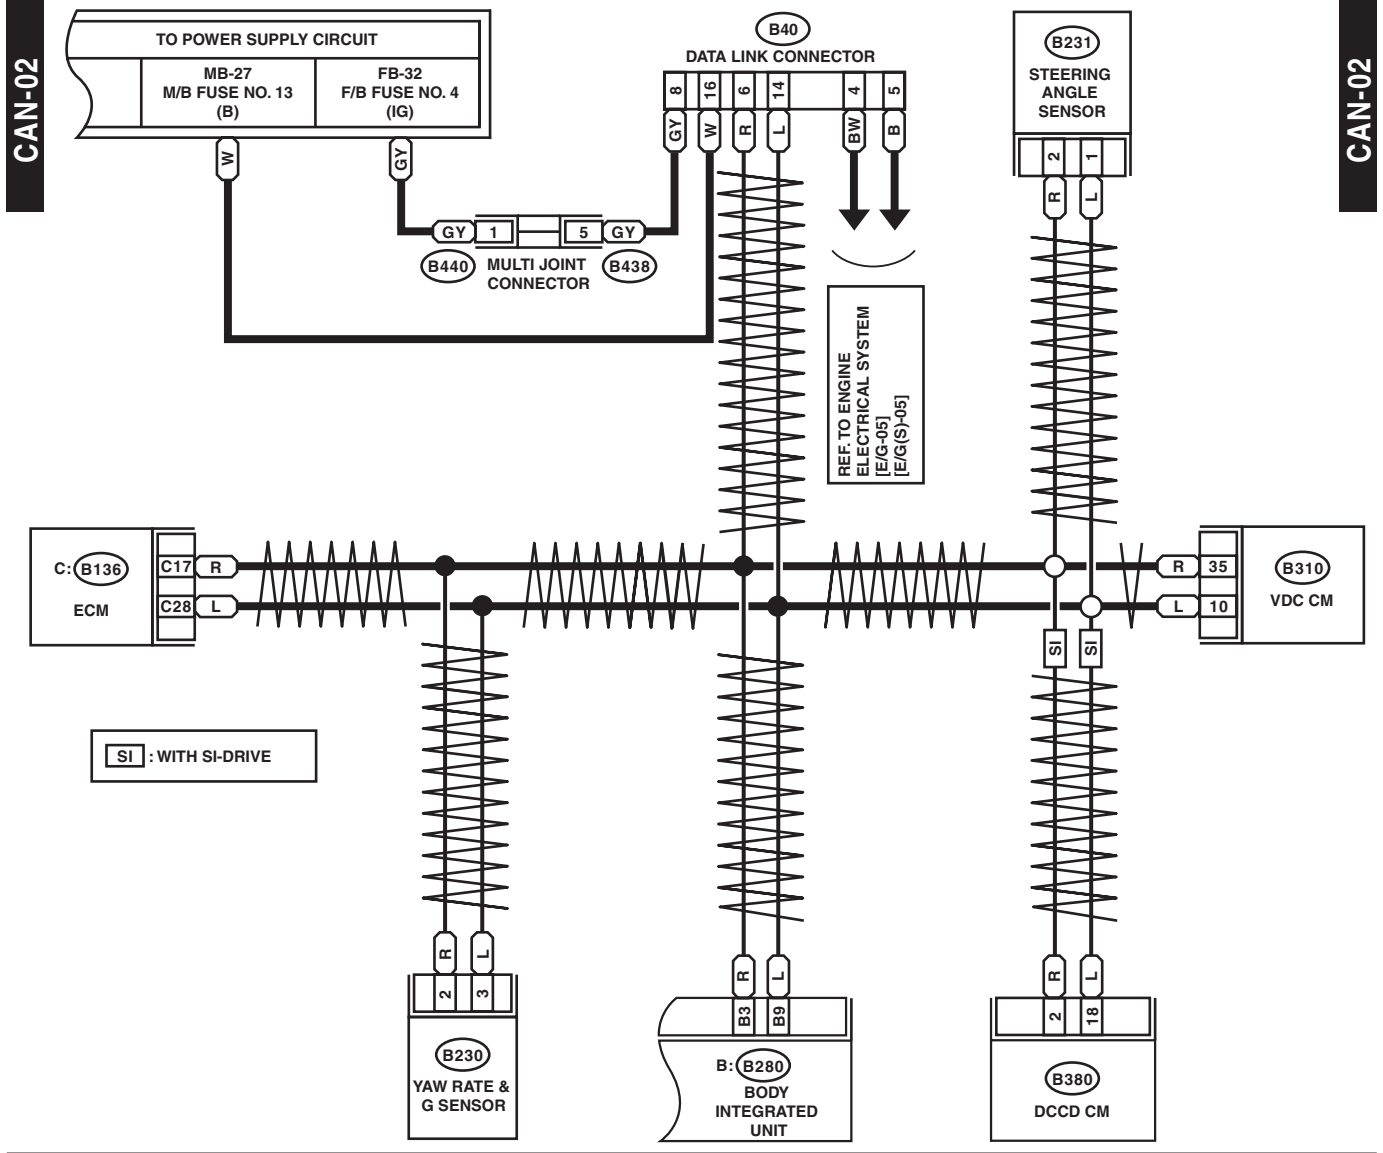 CAN-02
TO POWER SUPPLY CIRCUIT
MB-27
M/B FUSE NO. 13
(B)
FB-32
F/B FUSE NO. 4
(IG)
W
GY
GY
1
5
GY
B440
MULTI JOINT
CONNECTOR
B438
B40
DATA LINK CONNECTOR
8
16
6
14
4
5
GY
W
R
L
BW
B
REF. TO ENGINE
ELECTRICAL SYSTEM
[E/G-05]
[E/G(S)-05]
B231
STEERING
ANGLE
SENSOR
2
1
R
L
CAN-02
C: B136
ECM
C17
R
C28
L
R
35
L
10
B310
VDC CM
SI
SI
SI : WITH SI-DRIVE
R
L
2
3
B230
YAW RATE &
G SENSOR
R
L
B3
B9
B: B280
BODY
INTEGRATED
UNIT
R
L
2
18
B380
DCCD CM